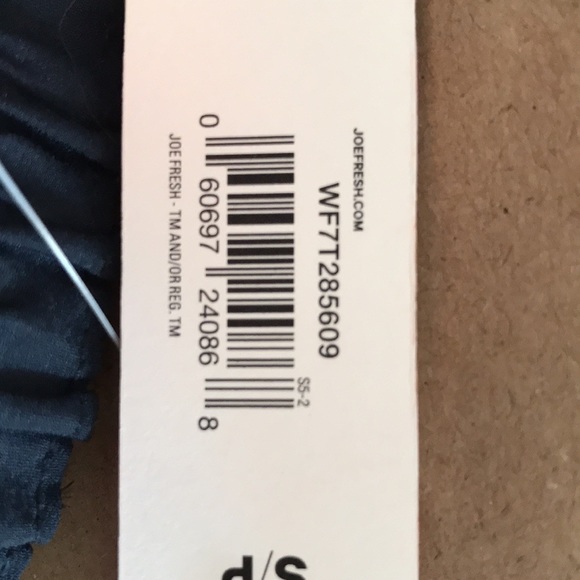 JOEFRESH.COM
WF7T285609
S5-2
0 60697 24086 8
JOE FRESH - TM AND/OR REG. TM
S/P